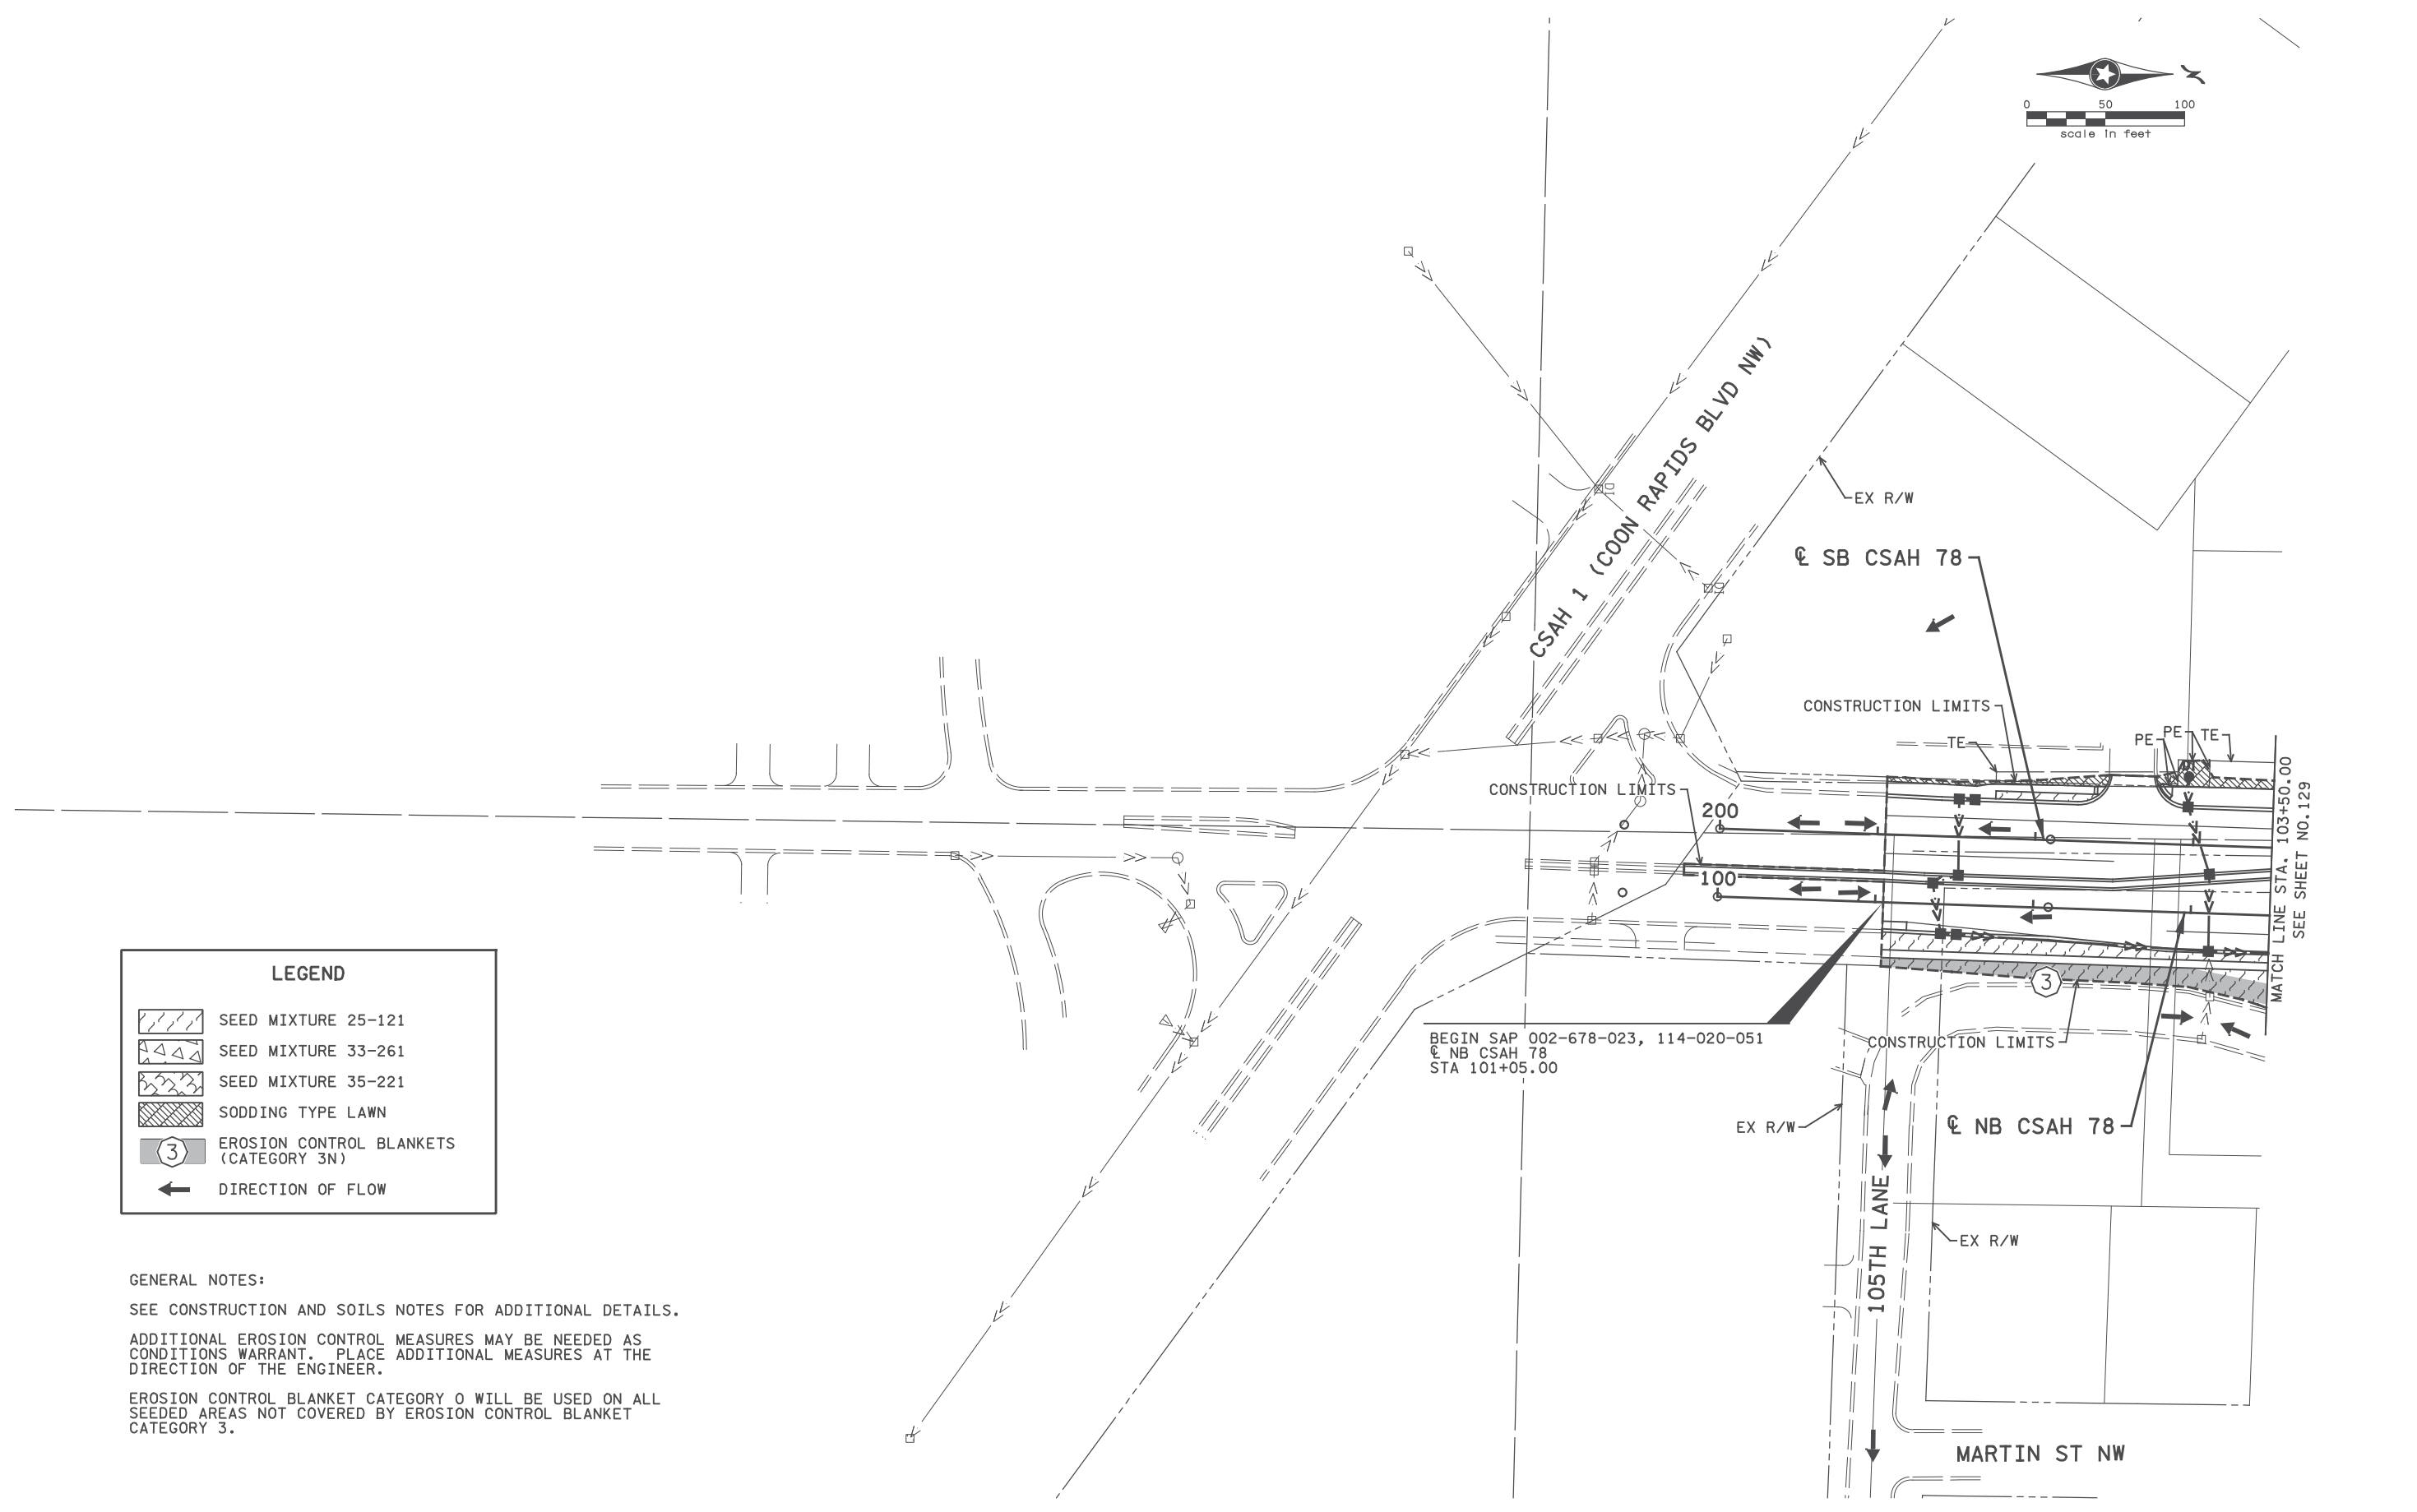 N
0 50 100
scale in feet
CSAH 1 (COON RAPIDS BLVD NW)
DI
DI
EX R/W
℄ SB CSAH 78
CONSTRUCTION LIMITS
TE
PE
PE
TE
CONSTRUCTION LIMITS
200
100
MATCH LINE STA. 103+50.00
SEE SHEET NO.129
3
BEGIN SAP 002-678-023, 114-020-051
℄ NB CSAH 78
STA 101+05.00
CONSTRUCTION LIMITS
EX R/W
℄ NB CSAH 78
105TH LANE
EX R/W
MARTIN ST NW
LEGEND
SEED MIXTURE 25-121
SEED MIXTURE 33-261
SEED MIXTURE 35-221
SODDING TYPE LAWN
3
EROSION CONTROL BLANKETS
(CATEGORY 3N)
DIRECTION OF FLOW
GENERAL NOTES:
SEE CONSTRUCTION AND SOILS NOTES FOR ADDITIONAL DETAILS.
ADDITIONAL EROSION CONTROL MEASURES MAY BE NEEDED AS
CONDITIONS WARRANT.  PLACE ADDITIONAL MEASURES AT THE
DIRECTION OF THE ENGINEER.
EROSION CONTROL BLANKET CATEGORY 0 WILL BE USED ON ALL
SEEDED AREAS NOT COVERED BY EROSION CONTROL BLANKET
CATEGORY 3.